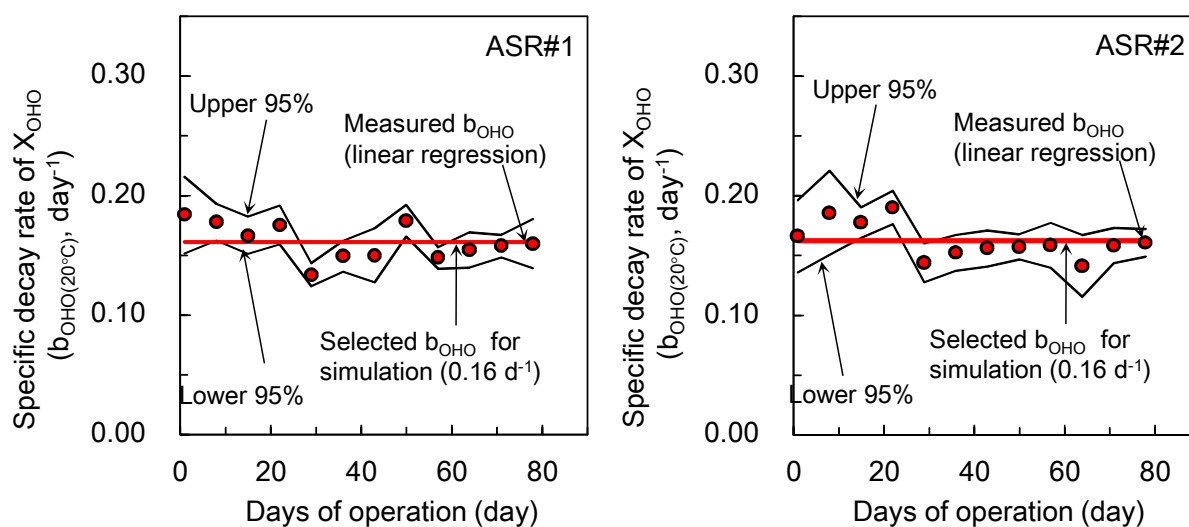 Specific decay rate of X_OHO
(b_OHO(20°C), day⁻¹)
ASR#1
0.30
0.20
0.10
0.00
Upper 95%
Measured b_OHO
(linear regression)
Selected b_OHO for
simulation (0.16 d⁻¹)
Lower 95%
0 20 40 60 80
Days of operation (day)
Specific decay rate of X_OHO
(b_OHO(20°C), day⁻¹)
ASR#2
0.30
0.20
0.10
0.00
Upper 95%
Measured b_OHO
(linear regression)
Selected b_OHO for
simulation (0.16 d⁻¹)
Lower 95%
0 20 40 60 80
Days of operation (day)